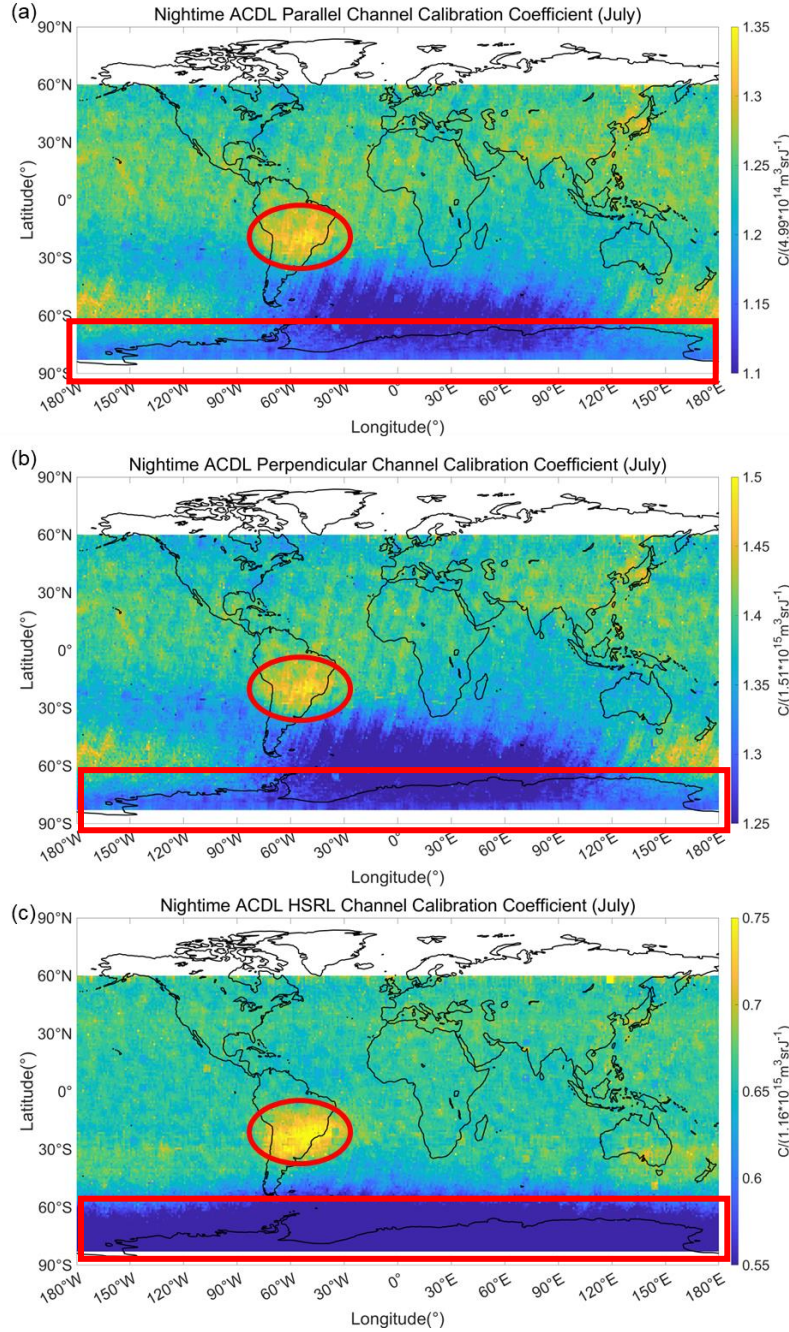 (a)
Nightime ACDL Parallel Channel Calibration Coefficient (July)
90°N
60°N
30°N
0°
30°S
60°S
90°S
Latitude(°)
180°W
150°W
120°W
90°W
60°W
30°W
0°
30°E
60°E
90°E
120°E
150°E
180°E
Longitude(°)
1.35
1.3
1.25
1.2
1.15
1.1
C/(4.99*10¹⁴m³srJ⁻¹)
(b)
Nightime ACDL Perpendicular Channel Calibration Coefficient (July)
90°N
60°N
30°N
0°
30°S
60°S
90°S
Latitude(°)
180°W
150°W
120°W
90°W
60°W
30°W
0°
30°E
60°E
90°E
120°E
150°E
180°E
Longitude(°)
1.5
1.45
1.4
1.35
1.3
1.25
C/(1.51*10¹⁵m³srJ⁻¹)
(c)
Nightime ACDL HSRL Channel Calibration Coefficient (July)
90°N
60°N
30°N
0°
30°S
60°S
90°S
Latitude(°)
180°W
150°W
120°W
90°W
60°W
30°W
0°
30°E
60°E
90°E
120°E
150°E
180°E
Longitude(°)
0.75
0.7
0.65
0.6
0.55
C/(1.16*10¹⁵m³srJ⁻¹)